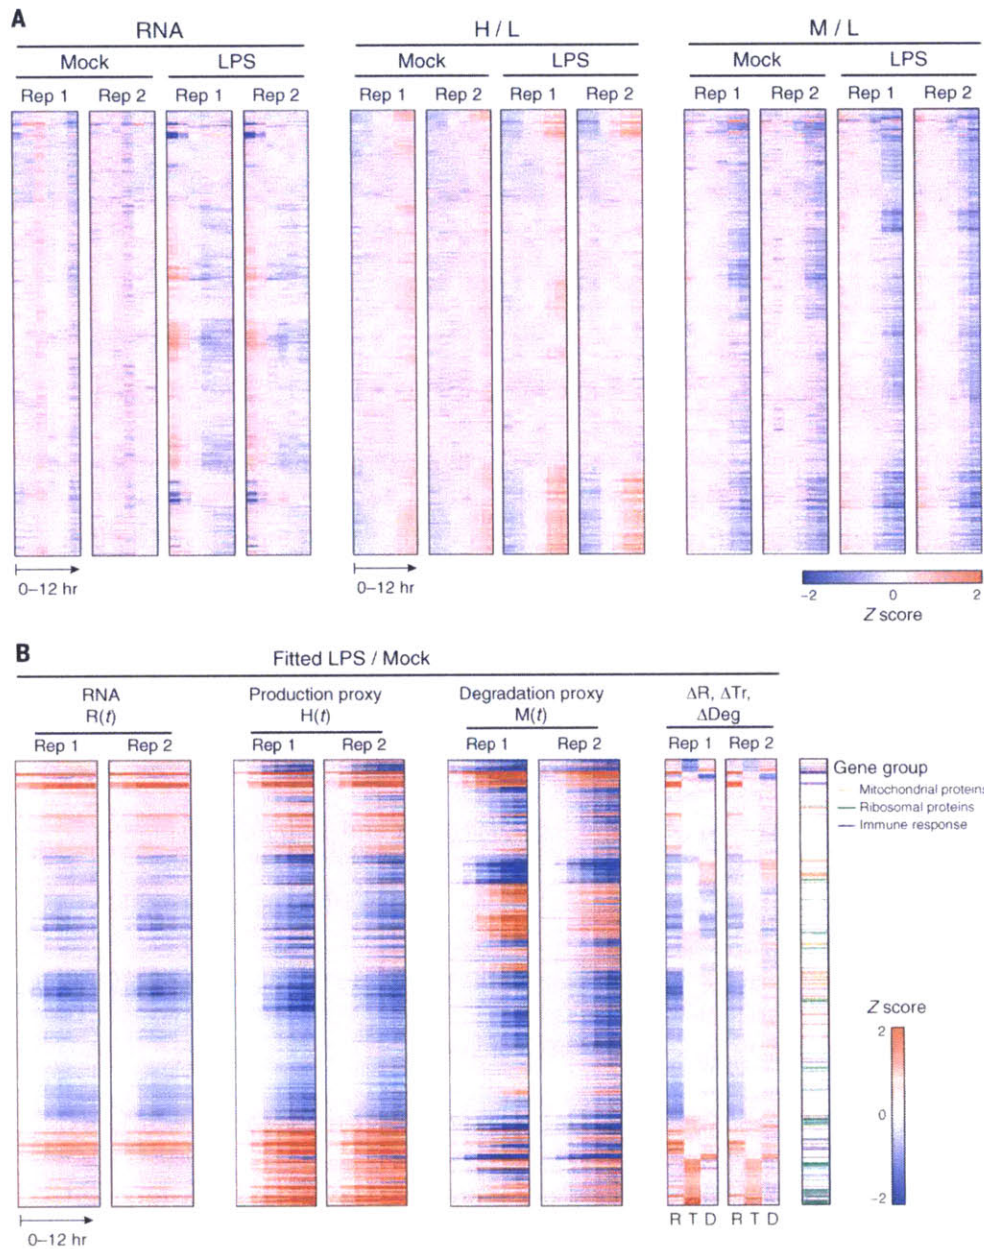 A
RNA
H / L
M / L
Mock
LPS
Mock
LPS
Mock
LPS
Rep 1
Rep 2
Rep 1
Rep 2
Rep 1
Rep 2
Rep 1
Rep 2
Rep 1
Rep 2
Rep 1
Rep 2
0–12 hr
0–12 hr
-2
0
2
Z score
B
Fitted LPS / Mock
RNA
R(t)
Production proxy
H(t)
Degradation proxy
M(t)
ΔR, ΔTr,
ΔDeg
Rep 1
Rep 2
Rep 1
Rep 2
Rep 1
Rep 2
Rep 1
Rep 2
Gene group
Mitochondrial proteins
Ribosomal proteins
Immune response
Z score
2
0
-2
R T D
R T D
0–12 hr